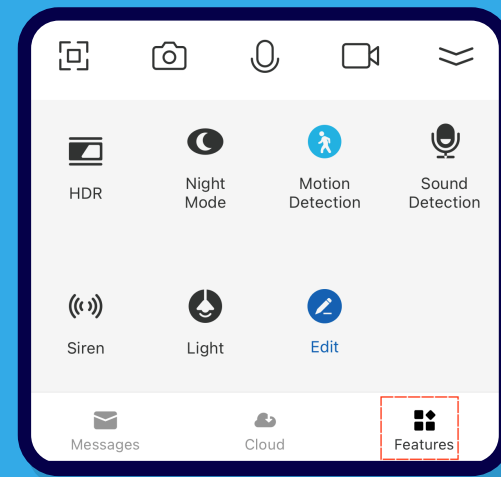 HDR
Night
Mode
Motion
Detection
Sound
Detection
Siren
Light
Edit
Messages
Cloud
Features